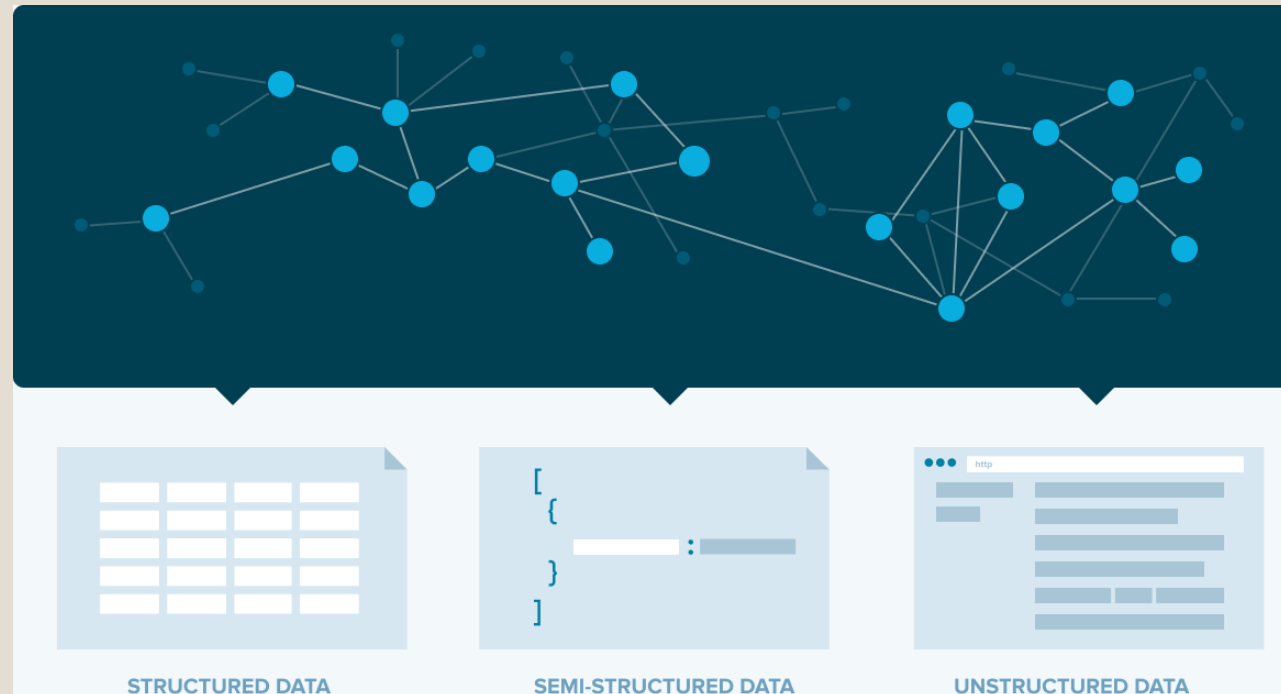 [
{
:
}
]
http
STRUCTURED DATA
SEMI-STRUCTURED DATA
UNSTRUCTURED DATA